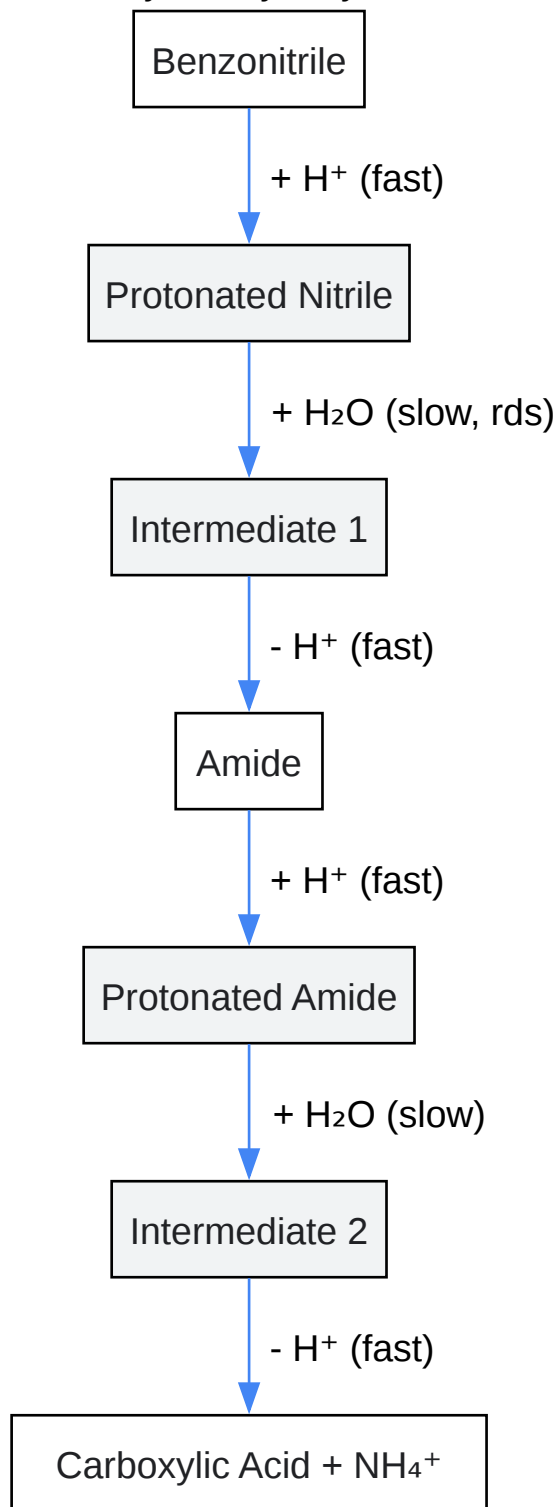 Benzonitrile
+ H⁺ (fast)
Protonated Nitrile
+ H₂O (slow, rds)
Intermediate 1
- H⁺ (fast)
Amide
+ H⁺ (fast)
Protonated Amide
+ H₂O (slow)
Intermediate 2
- H⁺ (fast)
Carboxylic Acid + NH₄⁺